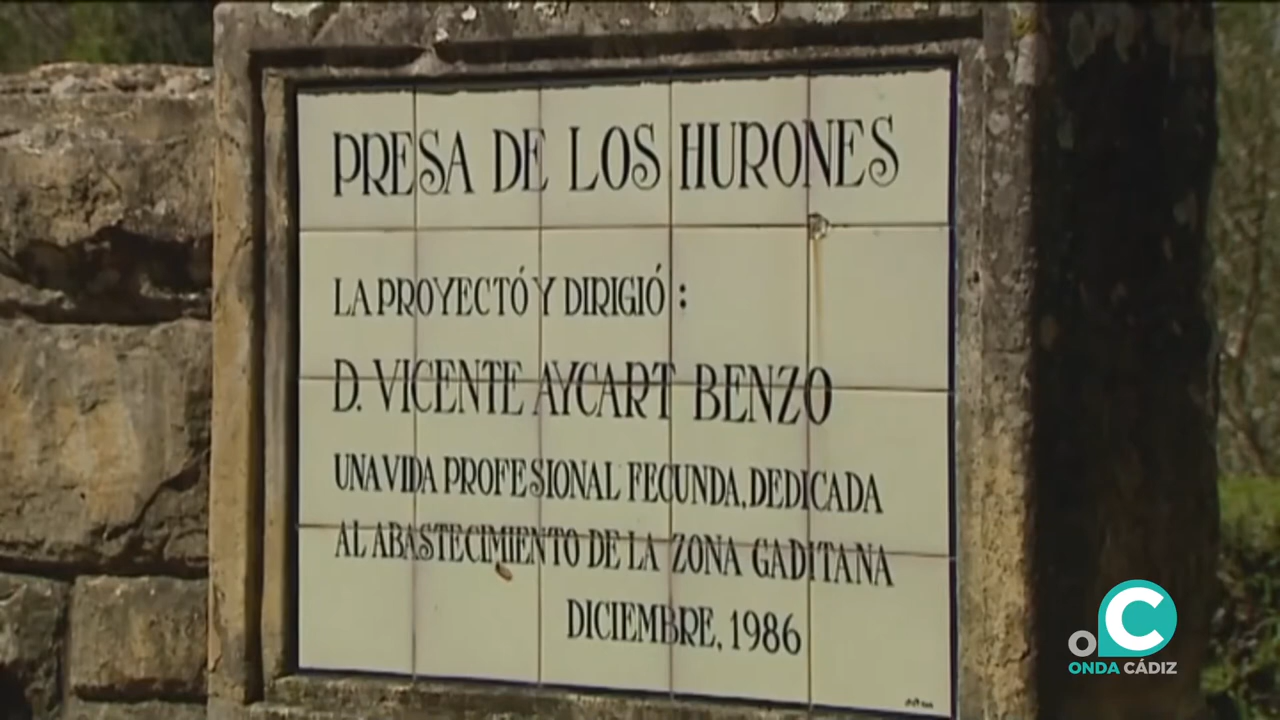 PRESA DE LOS HURONES
LA PROYECTÓ Y DIRIGIÓ :
D. VICENTE AYCART BENZO
UNA VIDA PROFESIONAL FECUNDA, DEDICADA
AL ABASTECIMIENTO DE LA ZONA GADITANA
DICIEMBRE, 1986
OC
ONDA CÁDIZ